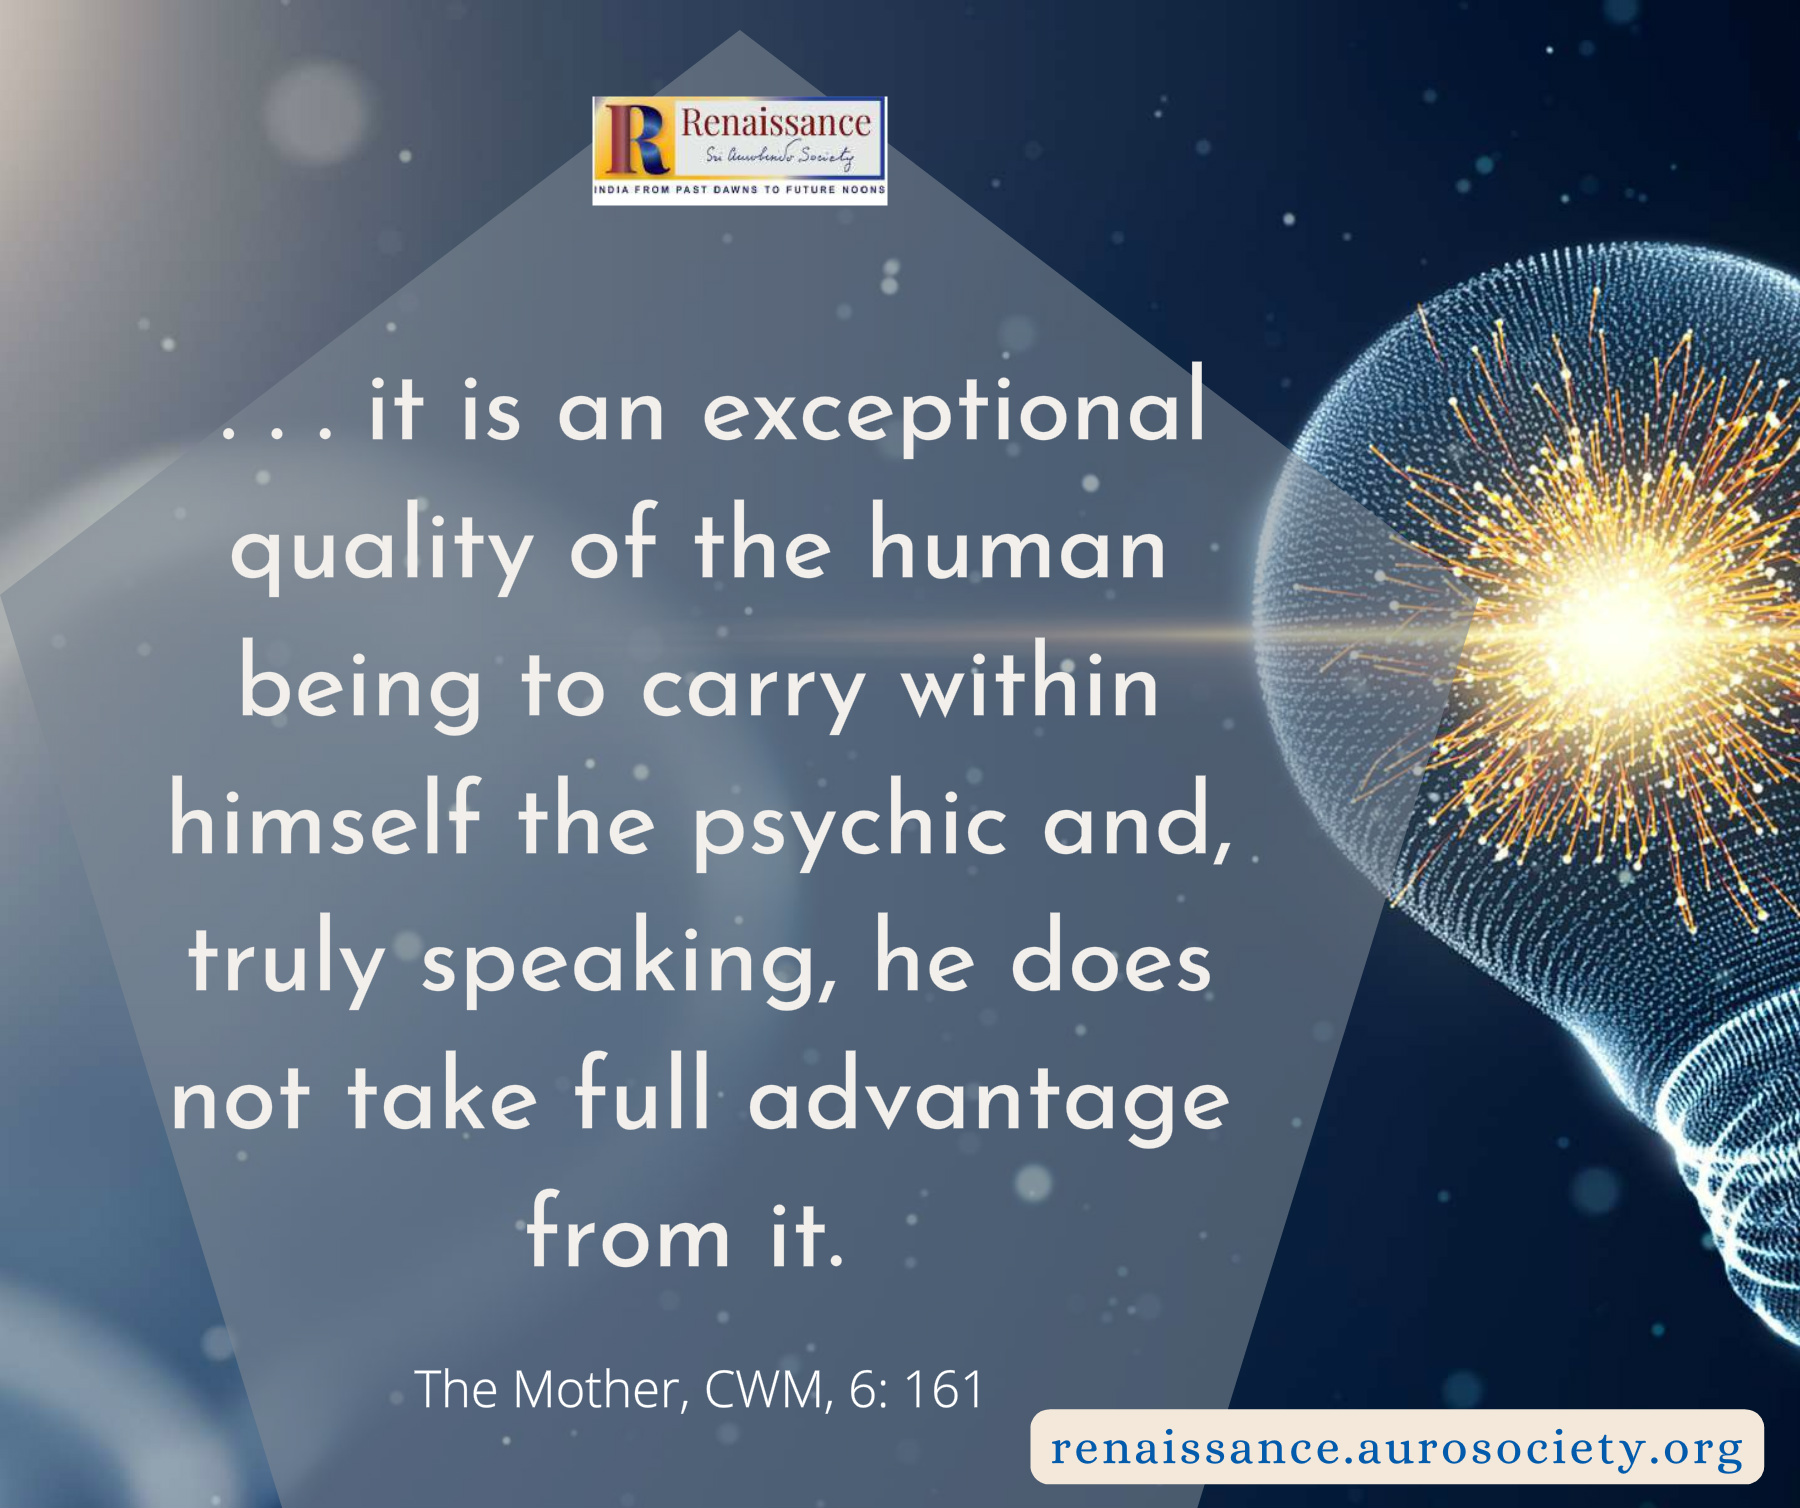 R Renaissance
Sri Aurobindo Society
INDIA FROM PAST DAWNS TO FUTURE NOONS
. . . it is an exceptional
quality of the human
being to carry within
himself the psychic and,
truly speaking, he does
not take full advantage
from it.
The Mother, CWM, 6: 161
renaissance.aurosociety.org